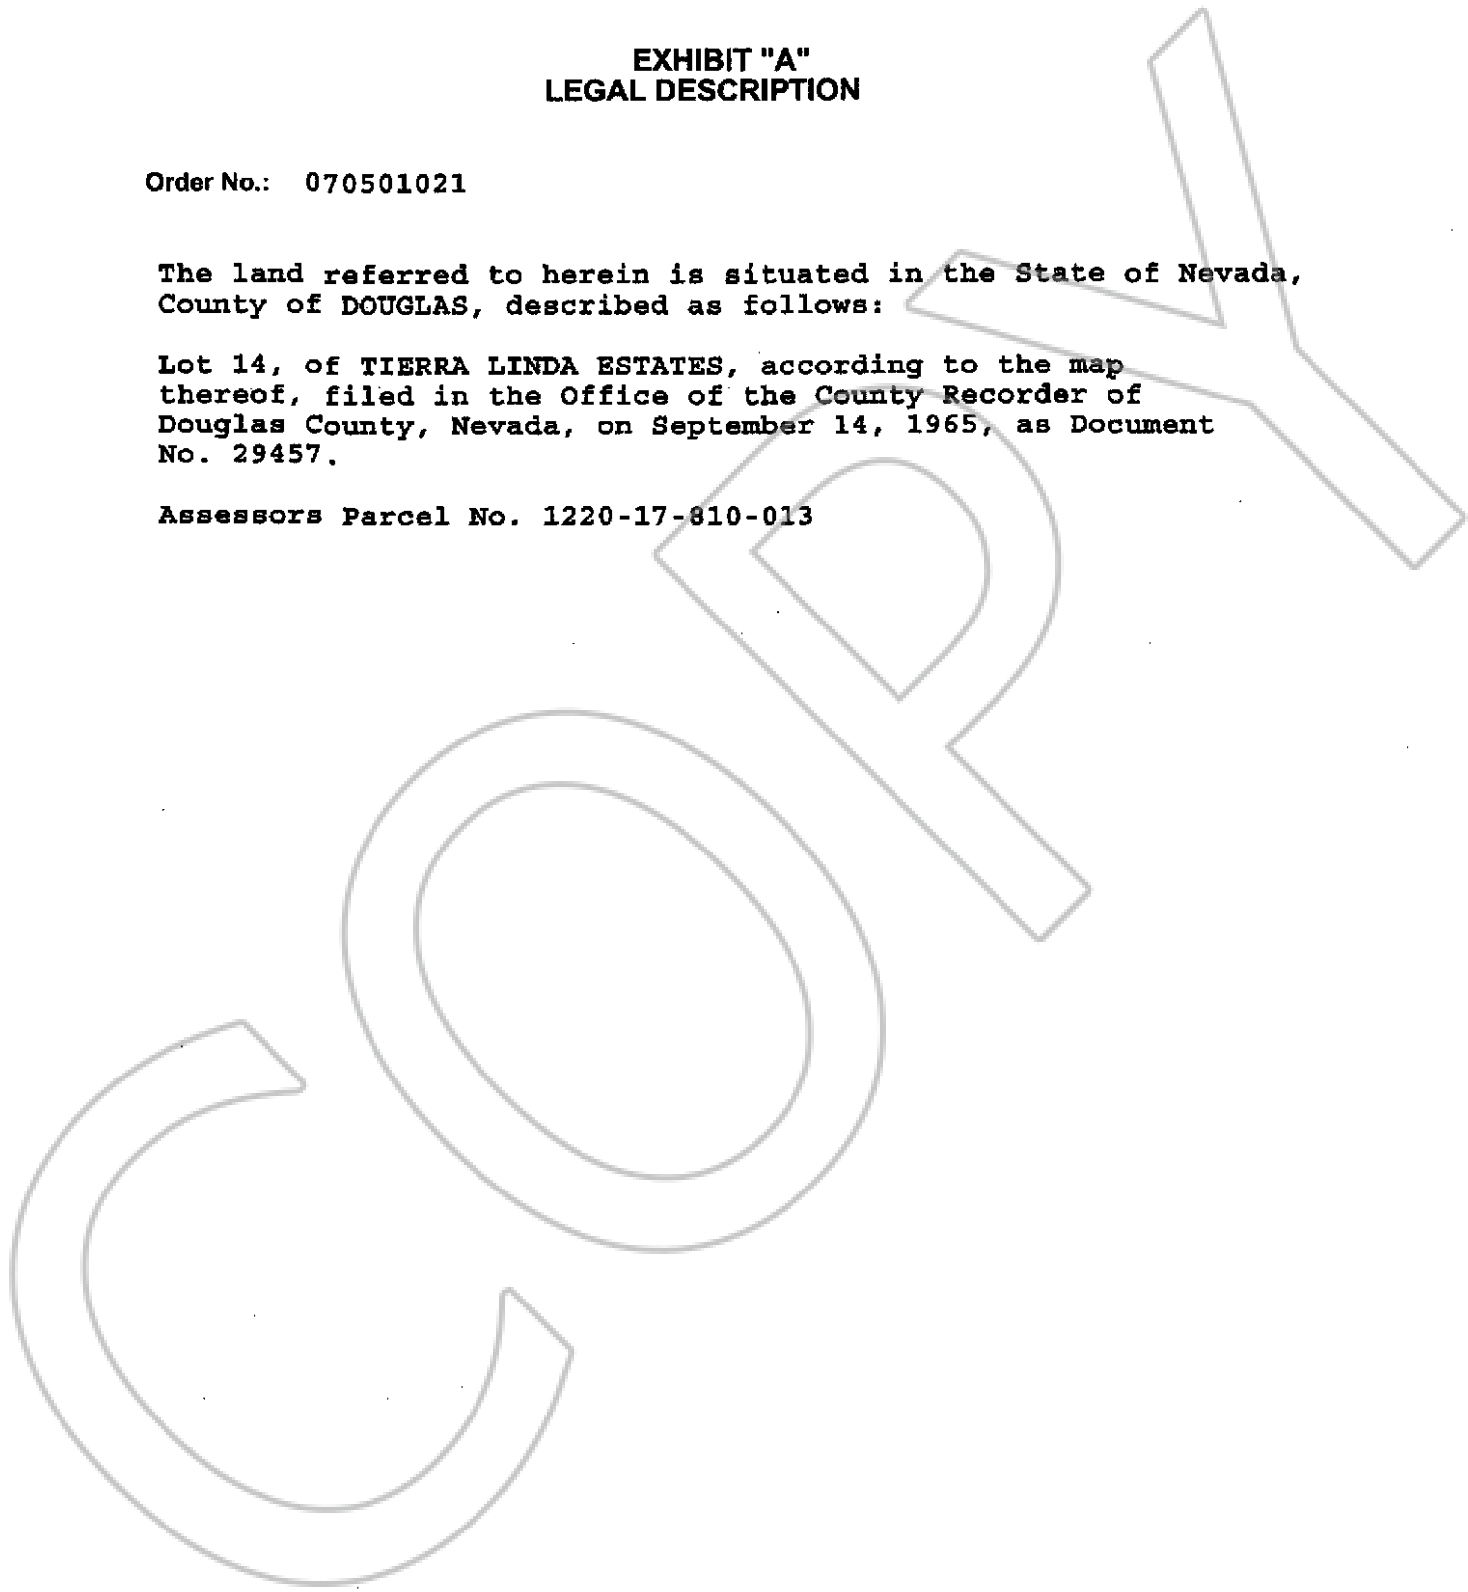 EXHIBIT "A"
LEGAL DESCRIPTION
Order No.: 070501021
The land referred to herein is situated in the State of Nevada,
County of DOUGLAS, described as follows:
Lot 14, of TIERRA LINDA ESTATES, according to the map
thereof, filed in the Office of the County Recorder of
Douglas County, Nevada, on September 14, 1965, as Document
No. 29457.
Assessors Parcel No. 1220-17-810-013
COPY